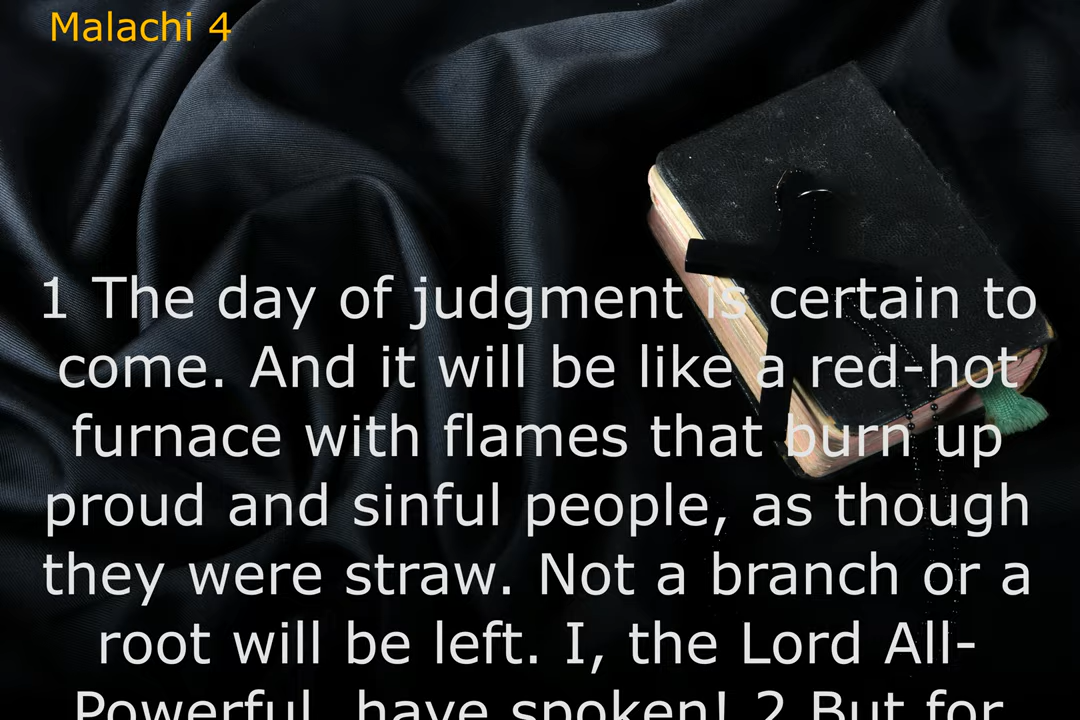 Malachi 4
1 The day of judgment is certain to
come. And it will be like a red-hot
furnace with flames that burn up
proud and sinful people, as though
they were straw. Not a branch or a
root will be left. I, the Lord All-
Powerful, have spoken! 2 But for